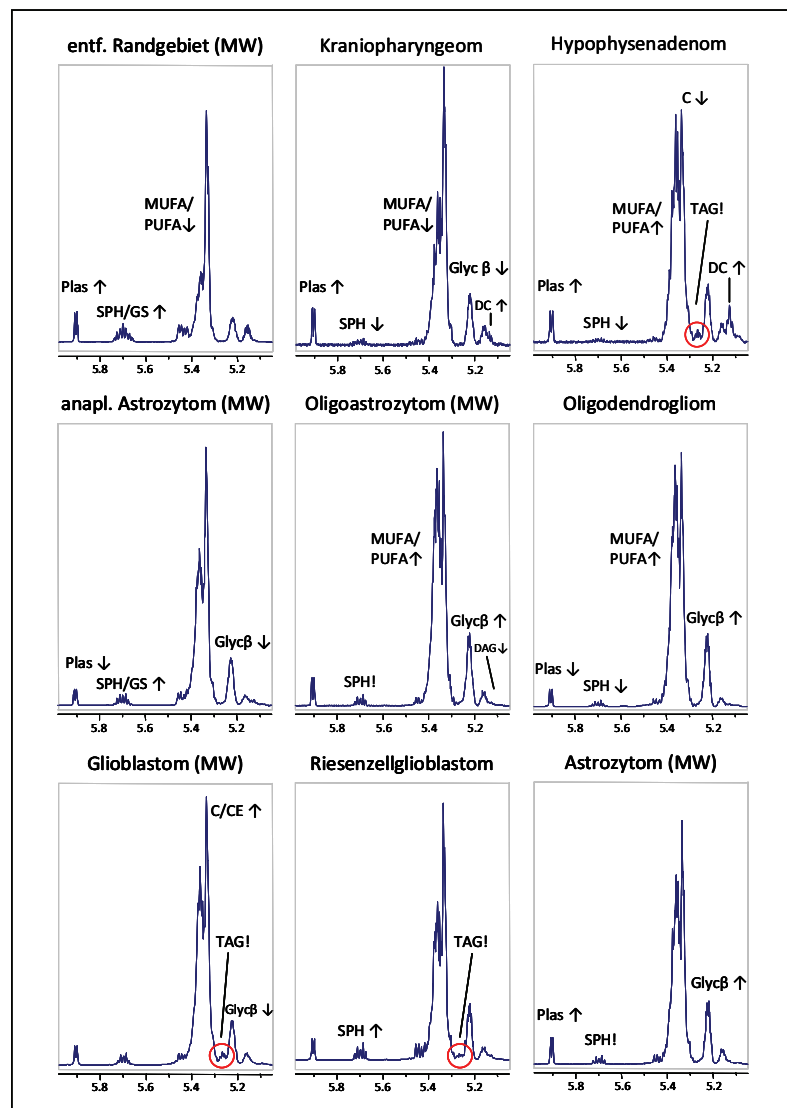 entf. Randgebiet (MW)
MUFA/
PUFA↓
Plas ↑
SPH/GS ↑
5.8 5.6 5.4 5.2
Kraniopharyngeom
MUFA/
PUFA↓
Glyc β ↓
Plas ↑
DC ↑
SPH ↓
5.8 5.6 5.4 5.2
Hypophysenadenom
C ↓
TAG!
MUFA/
PUFA↑
DC ↑
Plas ↑
SPH ↓
5.8 5.6 5.4 5.2
anapl. Astrozytom (MW)
Glycβ ↓
Plas ↓
SPH/GS ↑
5.8 5.6 5.4 5.2
Oligoastrozytom (MW)
MUFA/
PUFA↑
Glycβ ↑
DAG↓
SPH!
5.8 5.6 5.4 5.2
Oligodendrogliom
MUFA/
PUFA↑
Glycβ ↑
Plas ↓
SPH ↓
5.8 5.6 5.4 5.2
Glioblastom (MW)
C/CE ↑
TAG!
Glycβ ↓
5.8 5.6 5.4 5.2
Riesenzellglioblastom
TAG!
SPH ↑
5.8 5.6 5.4 5.2
Astrozytom (MW)
Glycβ ↑
Plas ↑
SPH!
5.8 5.6 5.4 5.2